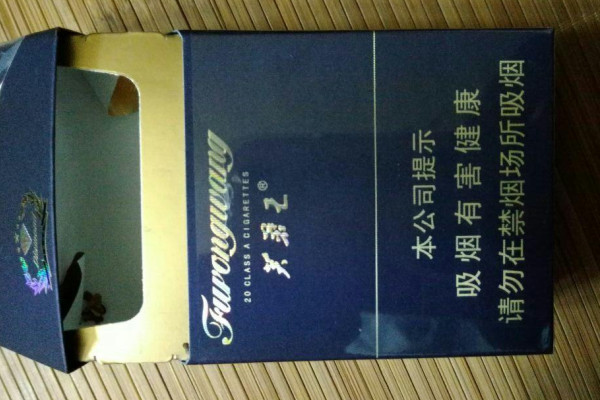 Furongwang
20 CLASS A CIGARETTES
芙蓉王®
本公司提示
吸烟有害健康
请勿在禁烟场所吸烟